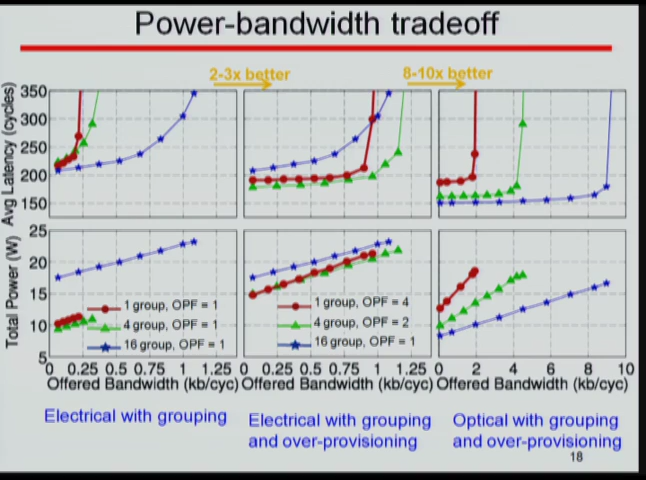 Power-bandwidth tradeoff
2-3x better
8-10x better
Avg Latency (cycles)
350
300
250
200
150
Total Power (W)
25
20
15
10
5
1 group, OPF = 1
4 group, OPF = 1
16 group, OPF = 1
1 group, OPF = 4
4 group, OPF = 2
16 group, OPF = 1
0 0.25 0.5 0.75 1 1.25
0 0.25 0.5 0.75 1 1.25
0 2 4 6 8 10
Offered Bandwidth (kb/cyc)
Offered Bandwidth (kb/cyc)
Offered Bandwidth (kb/cyc)
Electrical with grouping
Electrical with grouping
and over-provisioning
Optical with grouping
and over-provisioning
18